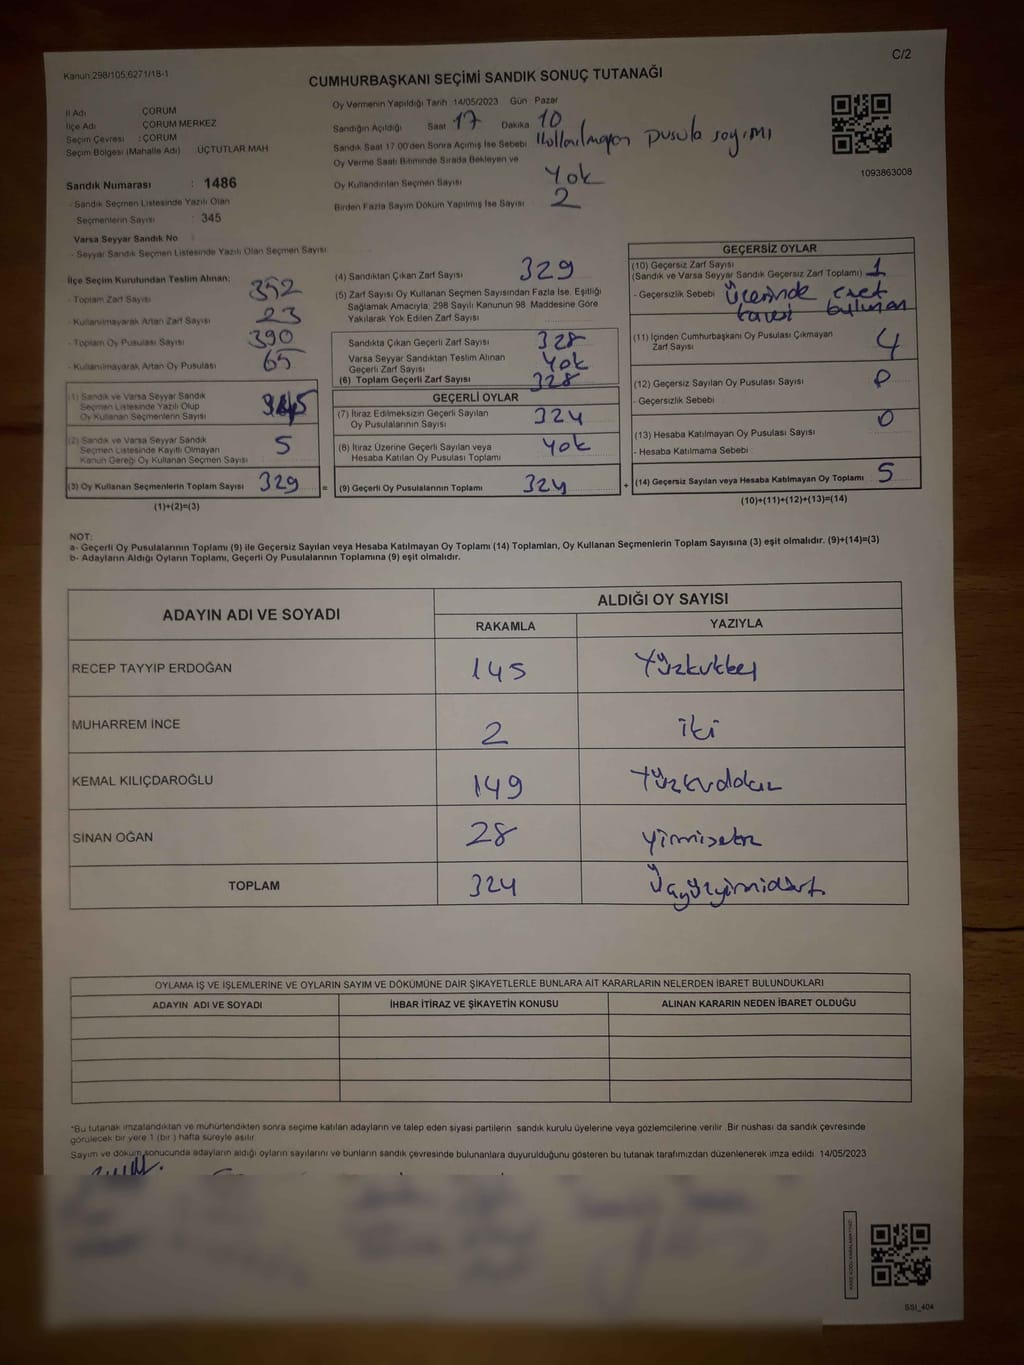 Kanun:298/105;6271/18-1
C/2
CUMHURBAŞKANI SEÇİMİ SANDIK SONUÇ TUTANAĞI
İl Adı ÇORUM
İlçe Adı ÇORUM MERKEZ
Seçim Çevresi : ÇORUM
Seçim Bölgesi (Mahalle Adı) ÜÇTUTLAR MAH
Sandık Numarası : 1486
- Sandık Seçmen Listesinde Yazılı Olan
Seçmenlerin Sayısı : 345
Varsa Seyyar Sandık No
- Seyyar Sandık Seçmen Listesinde Yazılı Olan Seçmen Sayısı
Oy Vermenin Yapıldığı Tarih :14/05/2023 Gün : Pazar
Sandığın Açıldığı Saat 17 Dakika 10
Sandık Saat 17:00'den Sonra Açılmış İse Sebebi : Kullanılmayan pusula sayımı
Oy Verme Saati Bitiminde Sırada Bekleyen ve
Oy Kullandırılan Seçmen Sayısı Yok
Birden Fazla Sayım Döküm Yapılmış İse Sayısı 2
1093863008
İlçe Seçim Kurulundan Teslim Alınan:
- Toplam Zarf Sayısı 352
- Kullanılmayarak Artan Zarf Sayısı 23
- Toplam Oy Pusulası Sayısı 390
- Kullanılmayarak Artan Oy Pusulası 65
(1) Sandık ve Varsa Seyyar Sandık
Seçmen Listesinde Yazılı Olup
Oy Kullanan Seçmenlerin Sayısı
(2) Sandık ve Varsa Seyyar Sandık
Seçmen Listesinde Kayıtlı Olmayan
Kanun Gereği Oy Kullanan Seçmen Sayısı 5
(3) Oy Kullanan Seçmenlerin Toplam Sayısı 329 =
(1)+(2)=(3)
(4) Sandıktan Çıkan Zarf Sayısı 329
(5) Zarf Sayısı Oy Kullanan Seçmen Sayısından Fazla İse, Eşitliği
Sağlamak Amacıyla; 298 Sayılı Kanunun 98. Maddesine Göre
Yakılarak Yok Edilen Zarf Sayısı
Sandıkta Çıkan Geçerli Zarf Sayısı 328
Varsa Seyyar Sandıktan Teslim Alınan
Geçerli Zarf Sayısı Yok
(6) Toplam Geçerli Zarf Sayısı 328
GEÇERLİ OYLAR
(7) İtiraz Edilmeksizin Geçerli Sayılan
Oy Pusulalarının Sayısı 324
(8) İtiraz Üzerine Geçerli Sayılan veya
Hesaba Katılan Oy Pusulası Toplamı Yok
(9) Geçerli Oy Pusulalarının Toplamı 324 +
GEÇERSİZ OYLAR
(10) Geçersiz Zarf Sayısı
(Sandık ve Varsa Seyyar Sandık Geçersiz Zarf Toplamı) 1
- Geçersizlik Sebebi : Üzerinde
bulunan
(11) İçinden Cumhurbaşkanı Oy Pusulası Çıkmayan
Zarf Sayısı 4
(12) Geçersiz Sayılan Oy Pusulası Sayısı 0
- Geçersizlik Sebebi
(13) Hesaba Katılmayan Oy Pusulası Sayısı 0
- Hesaba Katılmama Sebebi
(14) Geçersiz Sayılan veya Hesaba Katılmayan Oy Toplamı 5
(10)+(11)+(12)+(13)=(14)
NOT:
a- Geçerli Oy Pusulalarının Toplamı (9) ile Geçersiz Sayılan veya Hesaba Katılmayan Oy Toplamı (14) Toplamları, Oy Kullanan Seçmenlerin Toplam Sayısına (3) eşit olmalıdır. (9)+(14)=(3)
b- Adayların Aldığı Oyların Toplamı, Geçerli Oy Pusulalarının Toplamına (9) eşit olmalıdır.
ADAYIN ADI VE SOYADI ALDIĞI OY SAYISI
RAKAMLA YAZIYLA
RECEP TAYYİP ERDOĞAN 145 Yüzkırkbeş
MUHARREM İNCE 2 iki
KEMAL KILIÇDAROĞLU 149 Yüzkırkdokuz
SİNAN OĞAN 28 yirmisekiz
TOPLAM 324 Üçyüzyirmidört
OYLAMA İŞ VE İŞLEMLERİNE VE OYLARIN SAYIM VE DÖKÜMÜNE DAİR ŞİKAYETLERLE BUNLARA AİT KARARLARIN NELERDEN İBARET BULUNDUKLARI
ADAYIN ADI VE SOYADI İHBAR İTİRAZ VE ŞİKAYETİN KONUSU ALINAN KARARIN NEDEN İBARET OLDUĞU
*Bu tutanak imzalandıktan ve mühürlendikten sonra seçime katılan adayların ve talep eden siyasi partilerin sandık kurulu üyelerine veya gözlemcilerine verilir .Bir nüshası da sandık çevresinde
görülecek bir yere 1 (bir ) hafta süreyle asılır.
Sayım ve döküm sonucunda adayların aldığı oyların sayılarını ve bunların sandık çevresinde bulunanlara duyurulduğunu gösteren bu tutanak tarafımızdan düzenlenerek imza edildi. 14/05/2023
SSI_404